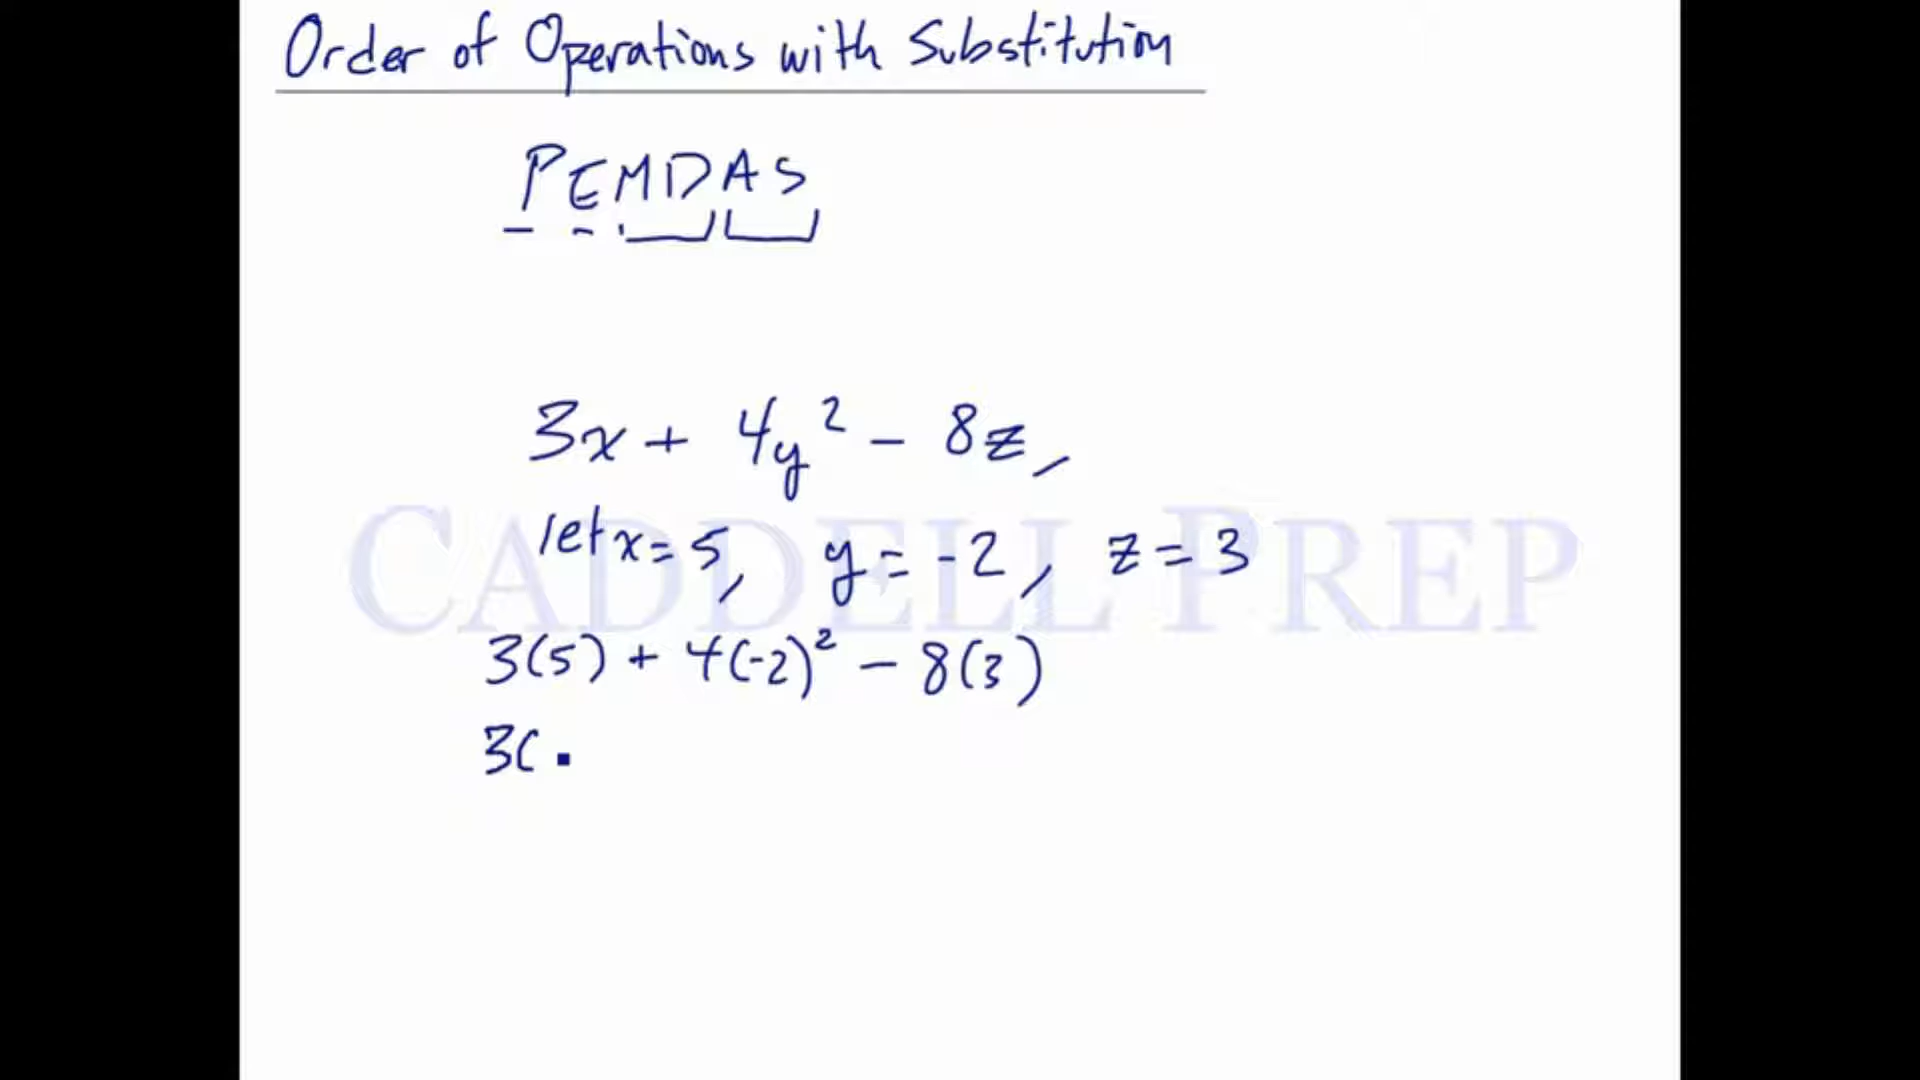 Order of Operations with Substitution
PEMDAS
3x + 4y² - 8z,
let x = 5, y = -2, z = 3
CADDELL PREP
3(5) + 4(-2)² - 8(3)
3(